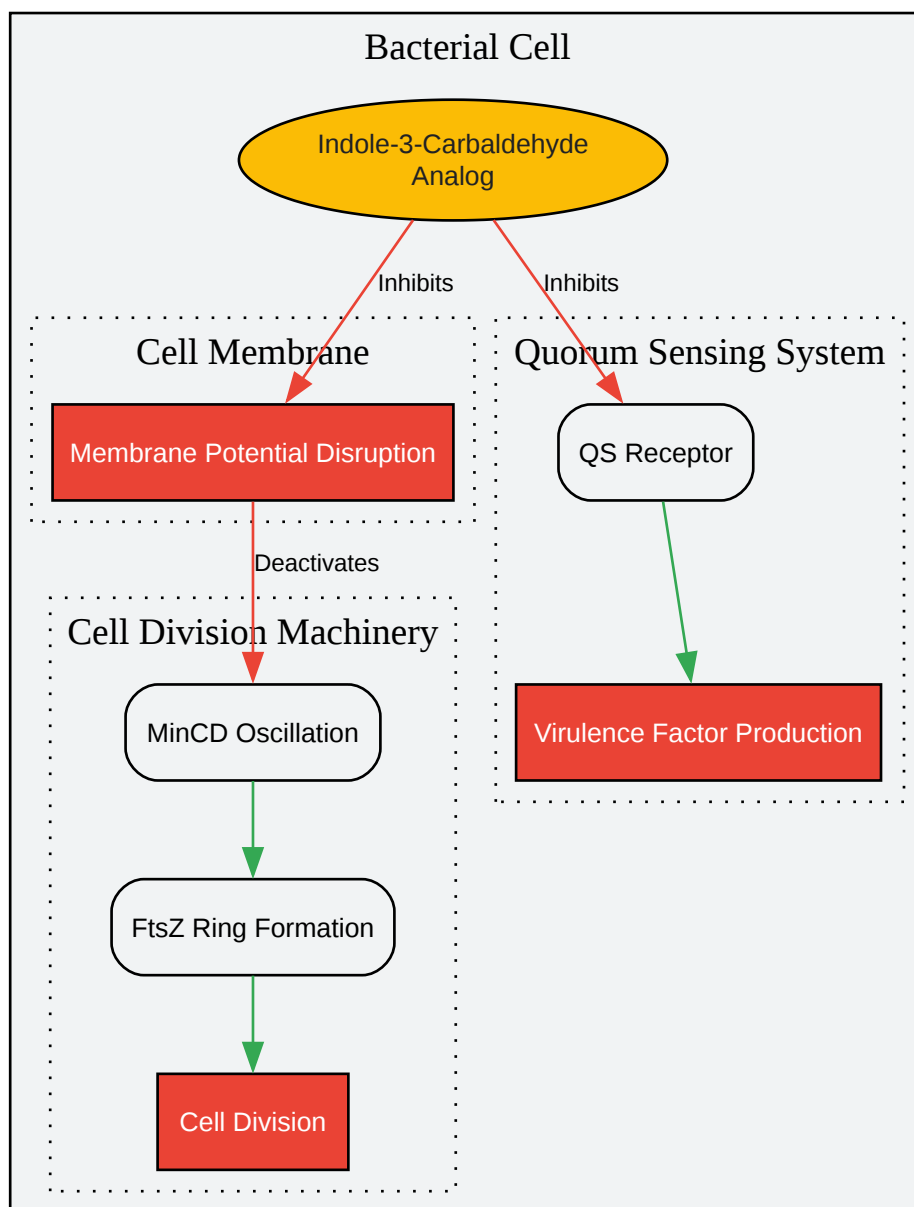 Bacterial Cell
Indole-3-Carbaldehyde
Analog
Inhibits
Inhibits
Cell Membrane
Quorum Sensing System
Membrane Potential Disruption
QS Receptor
Deactivates
Cell Division Machinery
MinCD Oscillation
Virulence Factor Production
FtsZ Ring Formation
Cell Division